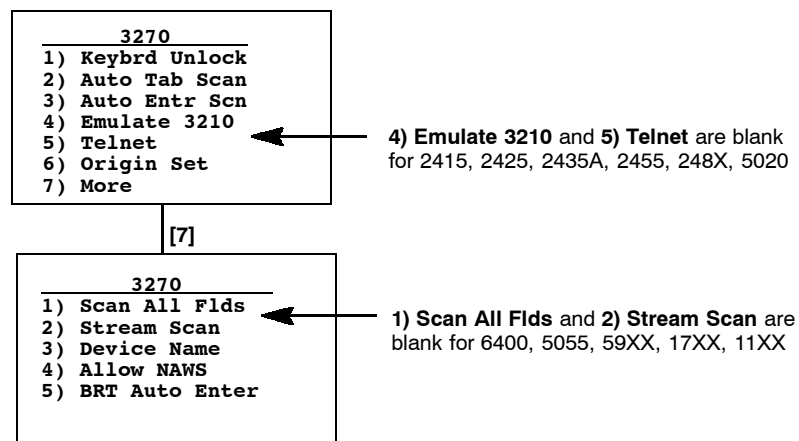 3270
1) Keybrd Unlock
2) Auto Tab Scan
3) Auto Entr Scn
4) Emulate 3210
5) Telnet
6) Origin Set
7) More
4) Emulate 3210 and 5) Telnet are blank
for 2415, 2425, 2435A, 2455, 248X, 5020
[7]
3270
1) Scan All Flds
2) Stream Scan
3) Device Name
4) Allow NAWS
5) BRT Auto Enter
1) Scan All Flds and 2) Stream Scan are
blank for 6400, 5055, 59XX, 17XX, 11XX